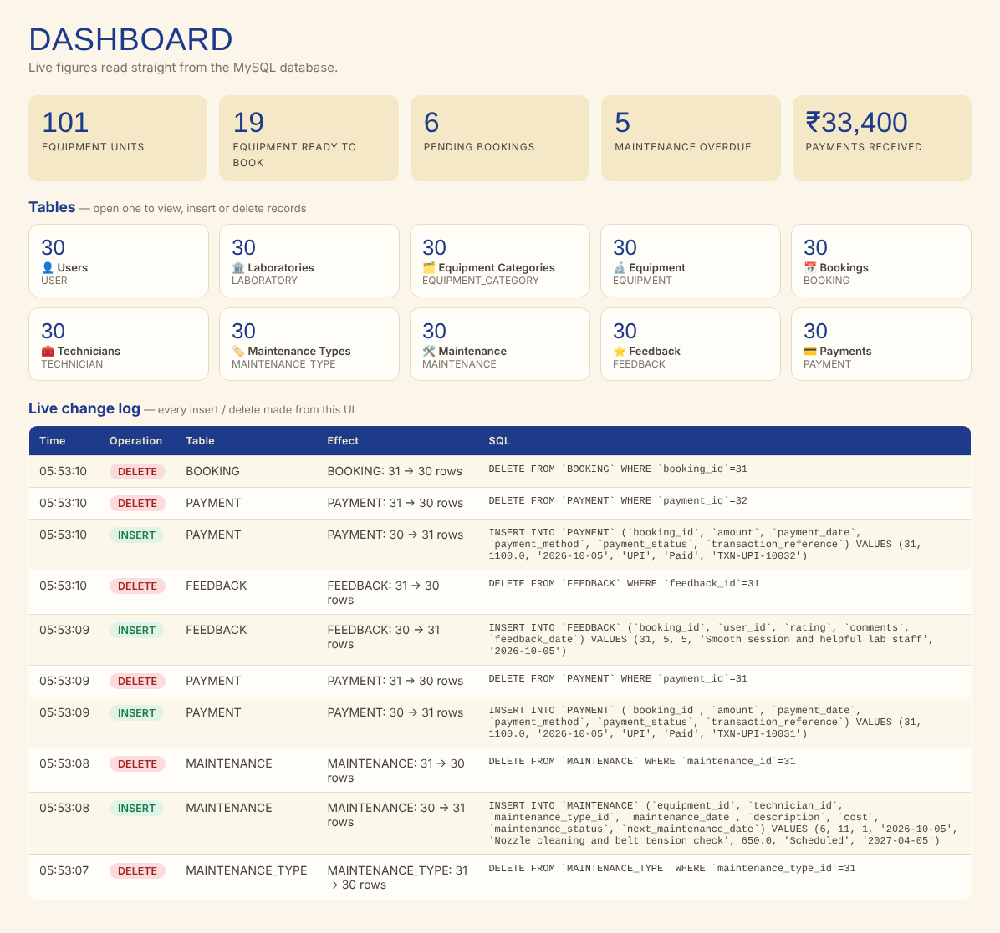 DASHBOARD
Live figures read straight from the MySQL database.
101
EQUIPMENT UNITS
19
EQUIPMENT READY TO
BOOK
6
PENDING BOOKINGS
5
MAINTENANCE OVERDUE
₹33,400
PAYMENTS RECEIVED
Tables — open one to view, insert or delete records
30
👤 Users
USER
30
🏛️ Laboratories
LABORATORY
30
🗂️ Equipment Categories
EQUIPMENT_CATEGORY
30
🔬 Equipment
EQUIPMENT
30
📅 Bookings
BOOKING
30
🧰 Technicians
TECHNICIAN
30
🏷️ Maintenance Types
MAINTENANCE_TYPE
30
🛠️ Maintenance
MAINTENANCE
30
⭐ Feedback
FEEDBACK
30
💳 Payments
PAYMENT
Live change log — every insert / delete made from this UI
Time Operation Table Effect SQL
05:53:10 DELETE BOOKING BOOKING: 31 → 30 rows DELETE FROM `BOOKING` WHERE `booking_id`=31
05:53:10 DELETE PAYMENT PAYMENT: 31 → 30 rows DELETE FROM `PAYMENT` WHERE `payment_id`=32
05:53:10 INSERT PAYMENT PAYMENT: 30 → 31 rows INSERT INTO `PAYMENT` (`booking_id`, `amount`, `payment_date`,
`payment_method`, `payment_status`, `transaction_reference`) VALUES (31,
1100.0, '2026-10-05', 'UPI', 'Paid', 'TXN-UPI-10032')
05:53:10 DELETE FEEDBACK FEEDBACK: 31 → 30 DELETE FROM `FEEDBACK` WHERE `feedback_id`=31
rows
05:53:09 INSERT FEEDBACK FEEDBACK: 30 → 31 INSERT INTO `FEEDBACK` (`booking_id`, `user_id`, `rating`, `comments`,
rows `feedback_date`) VALUES (31, 5, 5, 'Smooth session and helpful lab staff',
'2026-10-05')
05:53:09 DELETE PAYMENT PAYMENT: 31 → 30 rows DELETE FROM `PAYMENT` WHERE `payment_id`=31
05:53:09 INSERT PAYMENT PAYMENT: 30 → 31 rows INSERT INTO `PAYMENT` (`booking_id`, `amount`, `payment_date`,
`payment_method`, `payment_status`, `transaction_reference`) VALUES (31,
1100.0, '2026-10-05', 'UPI', 'Paid', 'TXN-UPI-10031')
05:53:08 DELETE MAINTENANCE MAINTENANCE: 31 → 30 DELETE FROM `MAINTENANCE` WHERE `maintenance_id`=31
rows
05:53:08 INSERT MAINTENANCE MAINTENANCE: 30 → 31 INSERT INTO `MAINTENANCE` (`equipment_id`, `technician_id`,
rows `maintenance_type_id`, `maintenance_date`, `description`, `cost`,
`maintenance_status`, `next_maintenance_date`) VALUES (6, 11, 1, '2026-10-05',
'Nozzle cleaning and belt tension check', 650.0, 'Scheduled', '2027-04-05')
05:53:07 DELETE MAINTENANCE_TYPE MAINTENANCE_TYPE: 31 DELETE FROM `MAINTENANCE_TYPE` WHERE `maintenance_type_id`=31
→ 30 rows